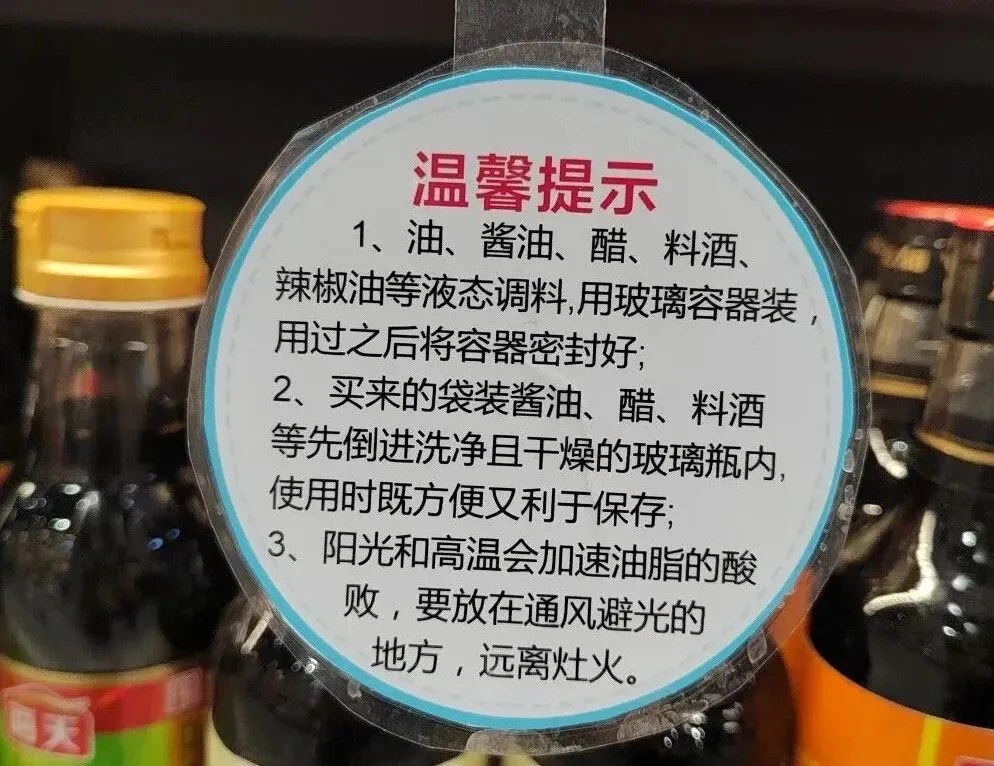 温馨提示
1、油、酱油、醋、料酒、
辣椒油等液态调料,用玻璃容器装，
用过之后将容器密封好;
2、买来的袋装酱油、醋、料酒
等先倒进洗净且干燥的玻璃瓶内,
使用时既方便又利于保存;
3、阳光和高温会加速油脂的酸
败，要放在通风避光的
地方，远离灶火。